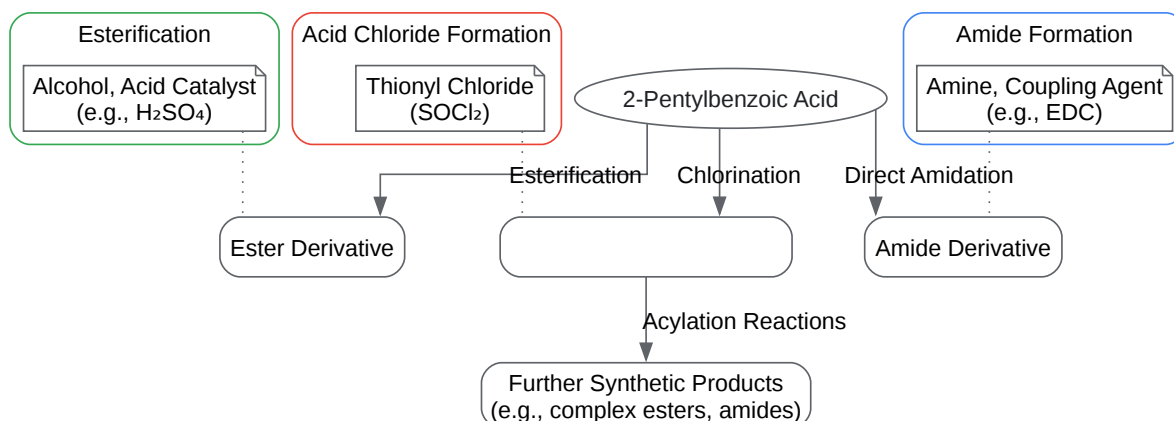 Esterification
Alcohol, Acid Catalyst
(e.g., H₂SO₄)
Acid Chloride Formation
Thionyl Chloride
(SOCl₂)
2-Pentylbenzoic Acid
Amide Formation
Amine, Coupling Agent
(e.g., EDC)
Esterification
Chlorination
Direct Amidation
Ester Derivative
Amide Derivative
Acylation Reactions
Further Synthetic Products
(e.g., complex esters, amides)